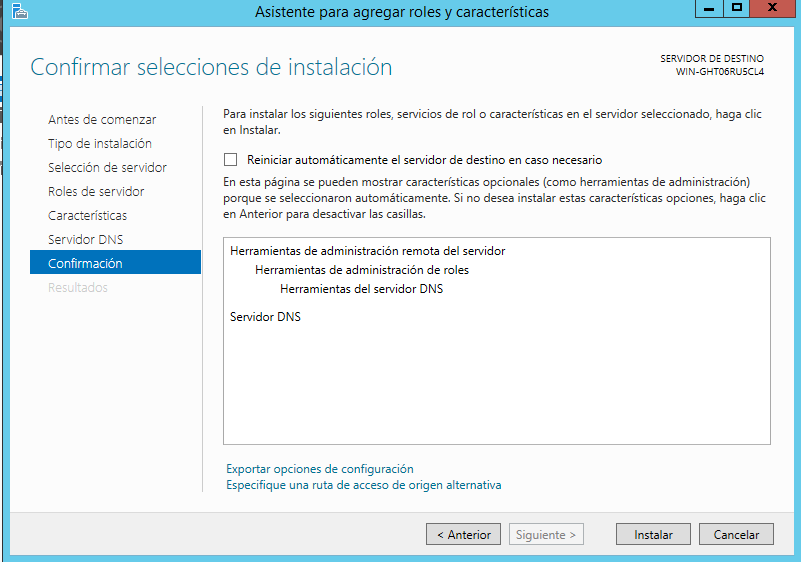 Asistente para agregar roles y características
Confirmar selecciones de instalación
SERVIDOR DE DESTINO
WIN-GHT06RU5CL4
Antes de comenzar
Tipo de instalación
Selección de servidor
Roles de servidor
Características
Servidor DNS
Confirmación
Resultados
Para instalar los siguientes roles, servicios de rol o características en el servidor seleccionado, haga clic
en Instalar.
Reiniciar automáticamente el servidor de destino en caso necesario
En esta página se pueden mostrar características opcionales (como herramientas de administración)
porque se seleccionaron automáticamente. Si no desea instalar estas características opciones, haga clic
en Anterior para desactivar las casillas.
Herramientas de administración remota del servidor
Herramientas de administración de roles
Herramientas del servidor DNS
Servidor DNS
Exportar opciones de configuración
Especifique una ruta de acceso de origen alternativa
< Anterior
Siguiente >
Instalar
Cancelar